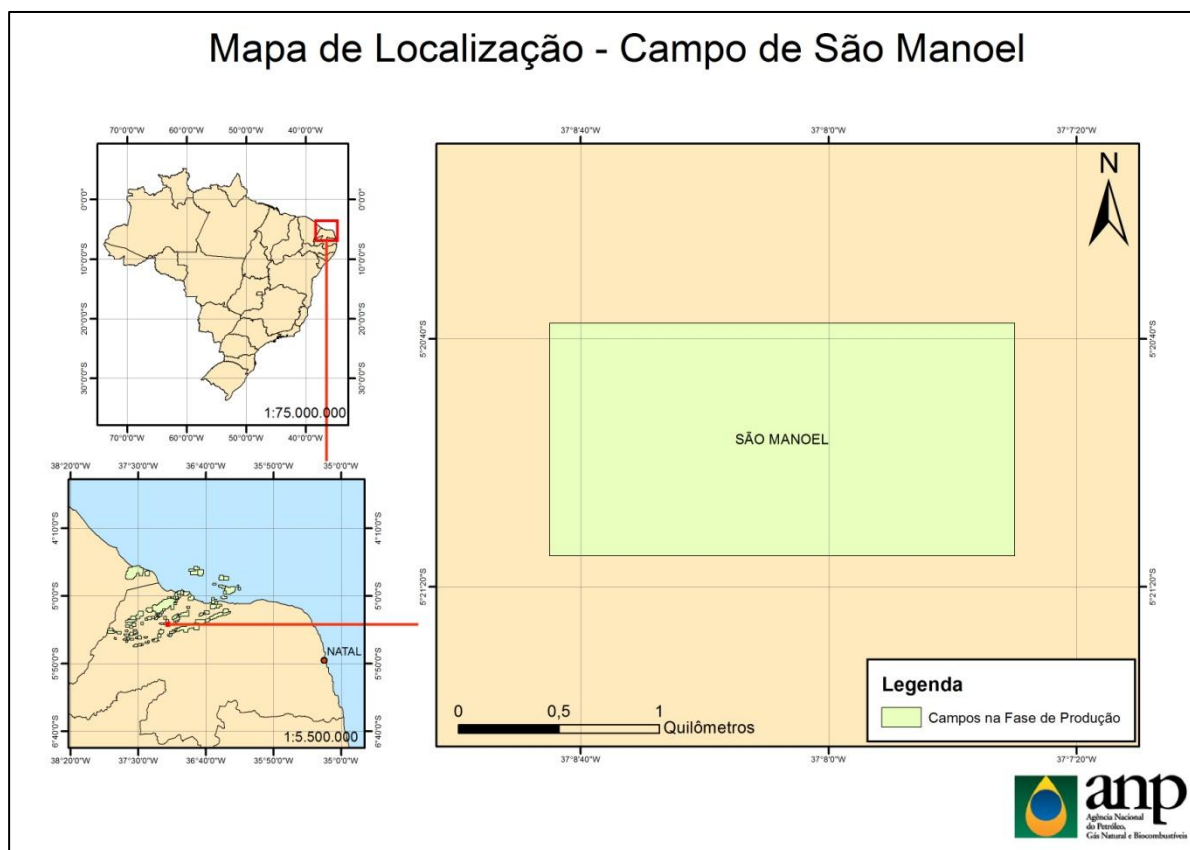 Mapa de Localização - Campo de São Manoel
70°0'0"W 60°0'0"W 50°0'0"W 40°0'0"W
0°0'0"
10°0'0"S
20°0'0"S
30°0'0"S
0°0'0"
10°0'0"S
20°0'0"S
30°0'0"S
1:75.000.000
70°0'0"W 60°0'0"W 50°0'0"W 40°0'0"W
38°20'0"W 37°30'0"W 36°40'0"W 35°50'0"W 35°0'0"W
4°10'0"S
5°0'0"S
5°50'0"S
6°40'0"S
4°10'0"S
5°0'0"S
5°50'0"S
6°40'0"S
NATAL
1:5.500.000
38°20'0"W 37°30'0"W 36°40'0"W 35°50'0"W 35°0'0"W
37°8'40"W 37°8'0"W 37°7'20"W
N
5°20'40"S
5°21'20"S
5°20'40"S
5°21'20"S
SÃO MANOEL
0 0,5 1
Quilômetros
Legenda
Campos na Fase de Produção
37°8'40"W 37°8'0"W 37°7'20"W
anp
Agência Nacional
do Petróleo,
Gás Natural e Biocombustíveis